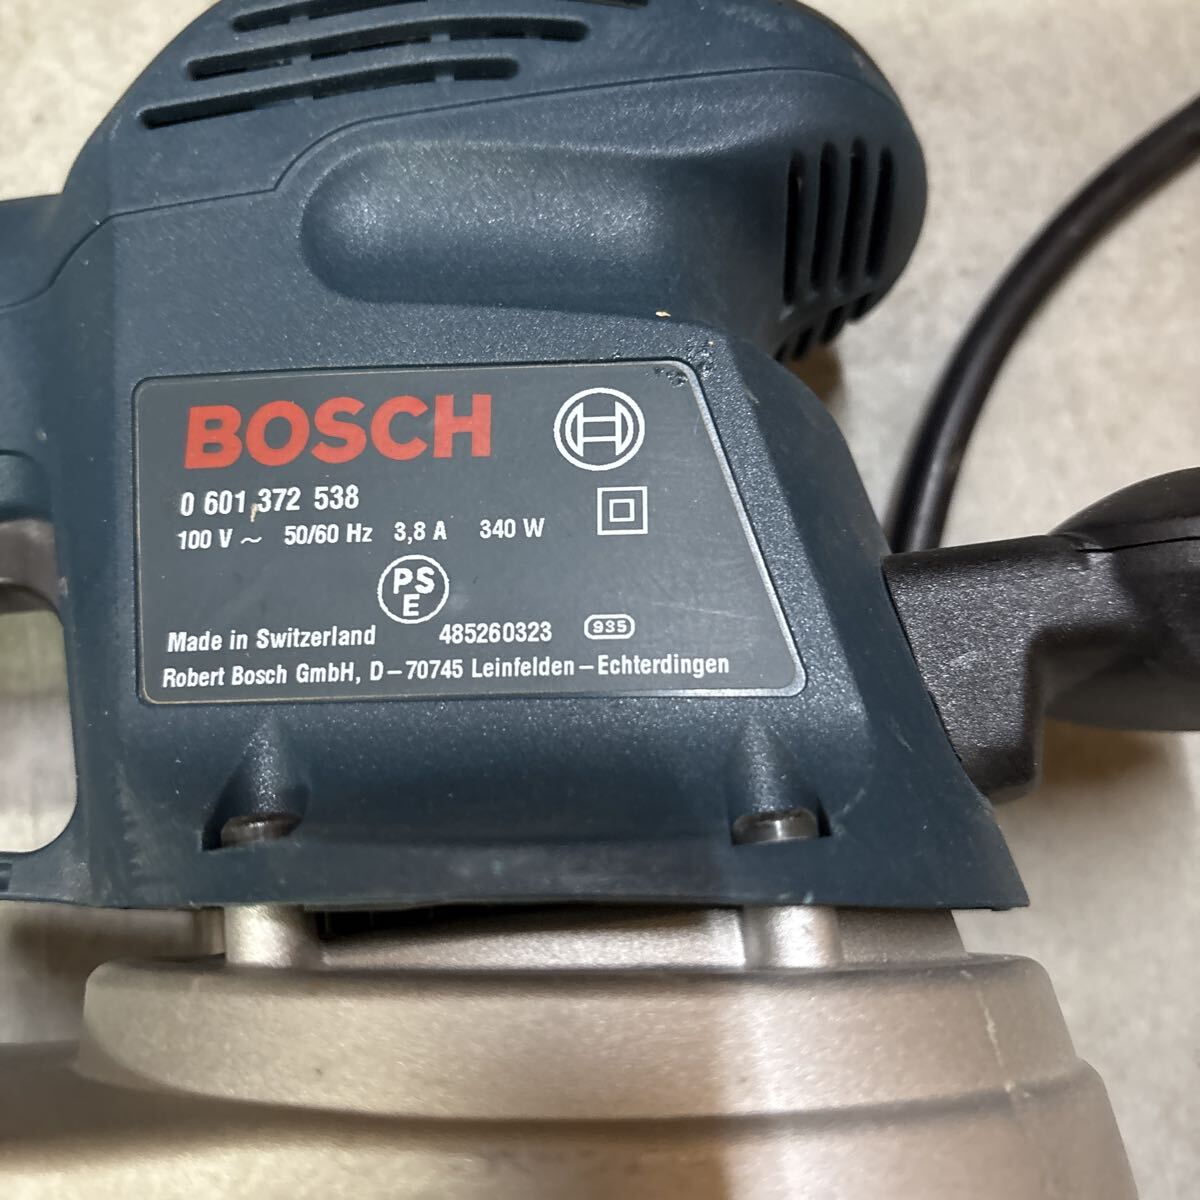 BOSCH
0 601 372 538
100 V ~ 50/60 Hz 3,8 A 340 W
PS
E
Made in Switzerland 485260323 935
Robert Bosch GmbH, D-70745 Leinfelden-Echterdingen